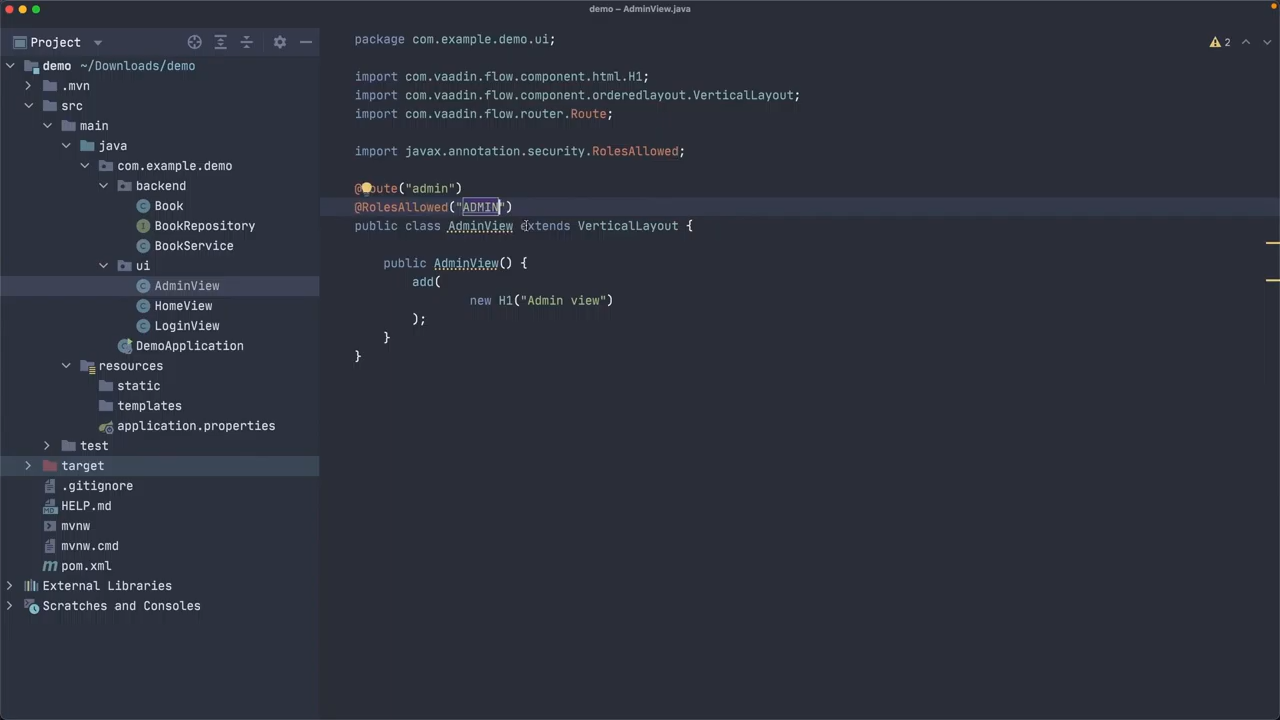 demo – AdminView.java
Project
demo ~/Downloads/demo
.mvn
src
main
java
com.example.demo
backend
Book
BookRepository
BookService
ui
AdminView
HomeView
LoginView
DemoApplication
resources
static
templates
application.properties
test
target
.gitignore
HELP.md
mvnw
mvnw.cmd
pom.xml
External Libraries
Scratches and Consoles
package com.example.demo.ui;
import com.vaadin.flow.component.html.H1;
import com.vaadin.flow.component.orderedlayout.VerticalLayout;
import com.vaadin.flow.router.Route;
import javax.annotation.security.RolesAllowed;
@Route("admin")
@RolesAllowed("ADMIN")
public class AdminView extends VerticalLayout {
public AdminView() {
add(
new H1("Admin view")
);
}
}
2